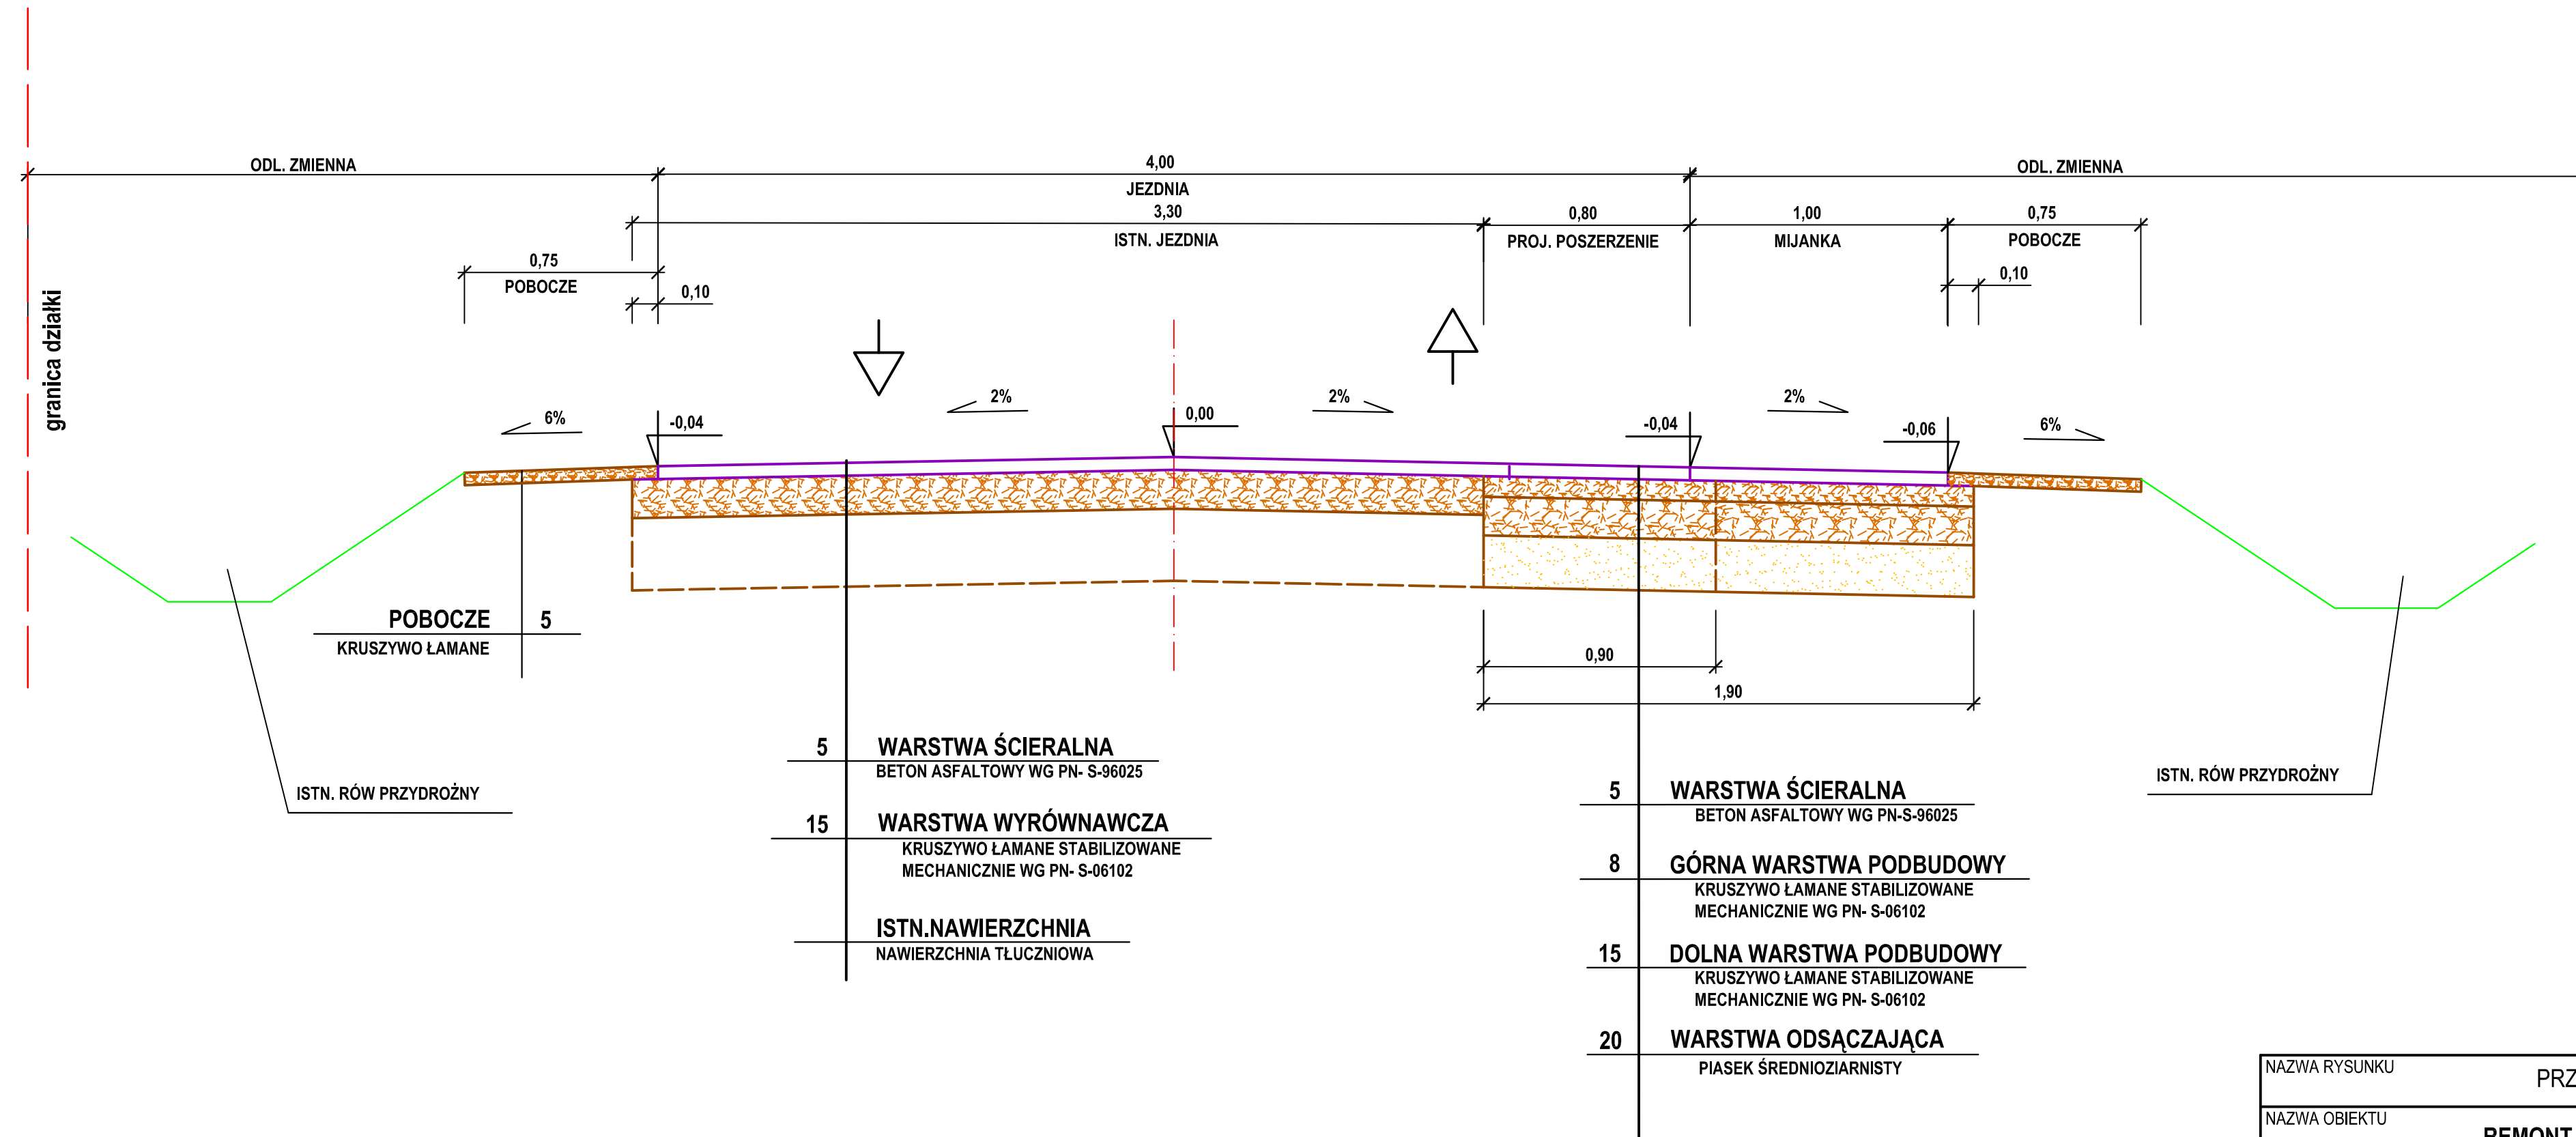 ODL. ZMIENNA
4,00
JEZDNIA
ODL. ZMIENNA
3,30
ISTN. JEZDNIA
0,80
PROJ. POSZERZENIE
1,00
MIJANKA
0,75
POBOCZE
0,75
POBOCZE
0,10
0,10
granica działki
6%
-0,04
2%
0,00
2%
-0,04
2%
-0,06
6%
POBOCZE 5
KRUSZYWO ŁAMANE
0,90
1,90
ISTN. RÓW PRZYDROŻNY
5 WARSTWA ŚCIERALNA
BETON ASFALTOWY WG PN- S-96025
15 WARSTWA WYRÓWNAWCZA
KRUSZYWO ŁAMANE STABILIZOWANE
MECHANICZNIE WG PN- S-06102
ISTN.NAWIERZCHNIA
NAWIERZCHNIA TŁUCZNIOWA
5 WARSTWA ŚCIERALNA
BETON ASFALTOWY WG PN-S-96025
8 GÓRNA WARSTWA PODBUDOWY
KRUSZYWO ŁAMANE STABILIZOWANE
MECHANICZNIE WG PN- S-06102
15 DOLNA WARSTWA PODBUDOWY
KRUSZYWO ŁAMANE STABILIZOWANE
MECHANICZNIE WG PN- S-06102
20 WARSTWA ODSĄCZAJĄCA
PIASEK ŚREDNIOZIARNISTY
ISTN. RÓW PRZYDROŻNY
NAZWA RYSUNKU
PRZ
NAZWA OBIEKTU
REMONT